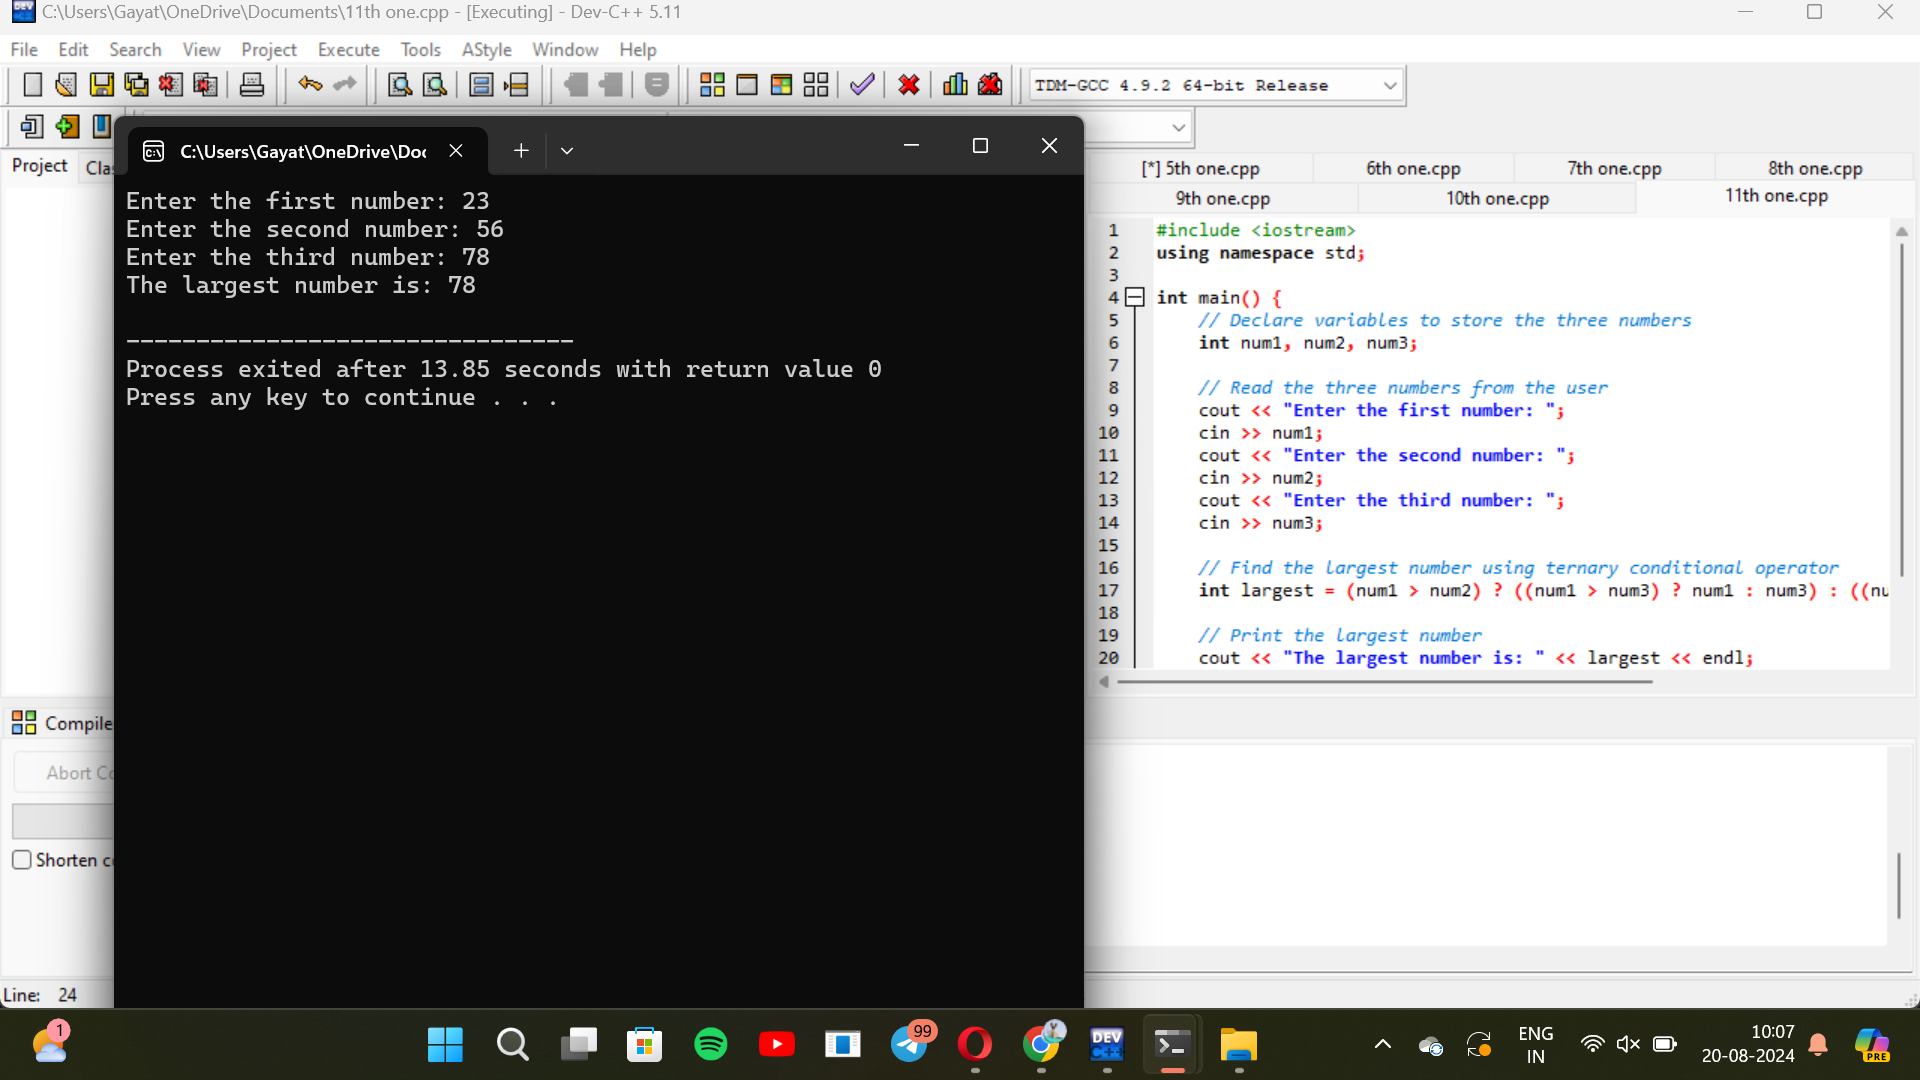 C:\Users\Gayat\OneDrive\Documents\11th one.cpp - [Executing] - Dev-C++ 5.11
File Edit Search View Project Execute Tools AStyle Window Help
TDM-GCC 4.9.2 64-bit Release
Project
C:\Users\Gayat\OneDrive\Doc
Enter the first number: 23
Enter the second number: 56
Enter the third number: 78
The largest number is: 78
--------------------------------
Process exited after 13.85 seconds with return value 0
Press any key to continue . . .
[*] 5th one.cpp 6th one.cpp 7th one.cpp 8th one.cpp
9th one.cpp 10th one.cpp 11th one.cpp
1 #include <iostream>
2 using namespace std;
3
4 int main() {
5 // Declare variables to store the three numbers
6 int num1, num2, num3;
7
8 // Read the three numbers from the user
9 cout << "Enter the first number: ";
10 cin >> num1;
11 cout << "Enter the second number: ";
12 cin >> num2;
13 cout << "Enter the third number: ";
14 cin >> num3;
15
16 // Find the largest number using ternary conditional operator
17 int largest = (num1 > num2) ? ((num1 > num3) ? num1 : num3) : ((nu
18
19 // Print the largest number
20 cout << "The largest number is: " << largest << endl;
Compile
Abort Co
Shorten c
Line: 24
1
99
DEV
C++
ENG
IN
10:07
20-08-2024
PRE